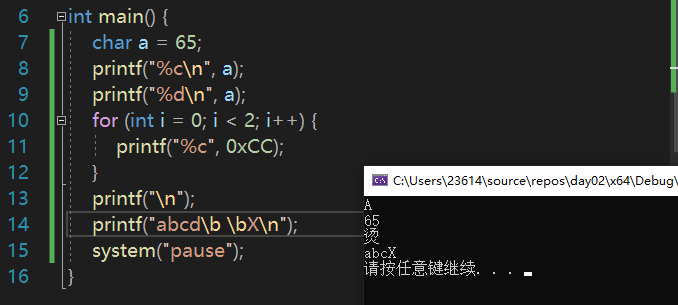 6 int main() {
7 char a = 65;
8 printf("%c\n", a);
9 printf("%d\n", a);
10 for (int i = 0; i < 2; i++) {
11 printf("%c", 0xCC);
12 }
13 printf("\n");
14 printf("abcd\b \bX\n");
15 system("pause");
16 }
C:\Users\23614\source\repos\day02\x64\Debug\
A
65
烫
abcX
请按任意键继续. . .